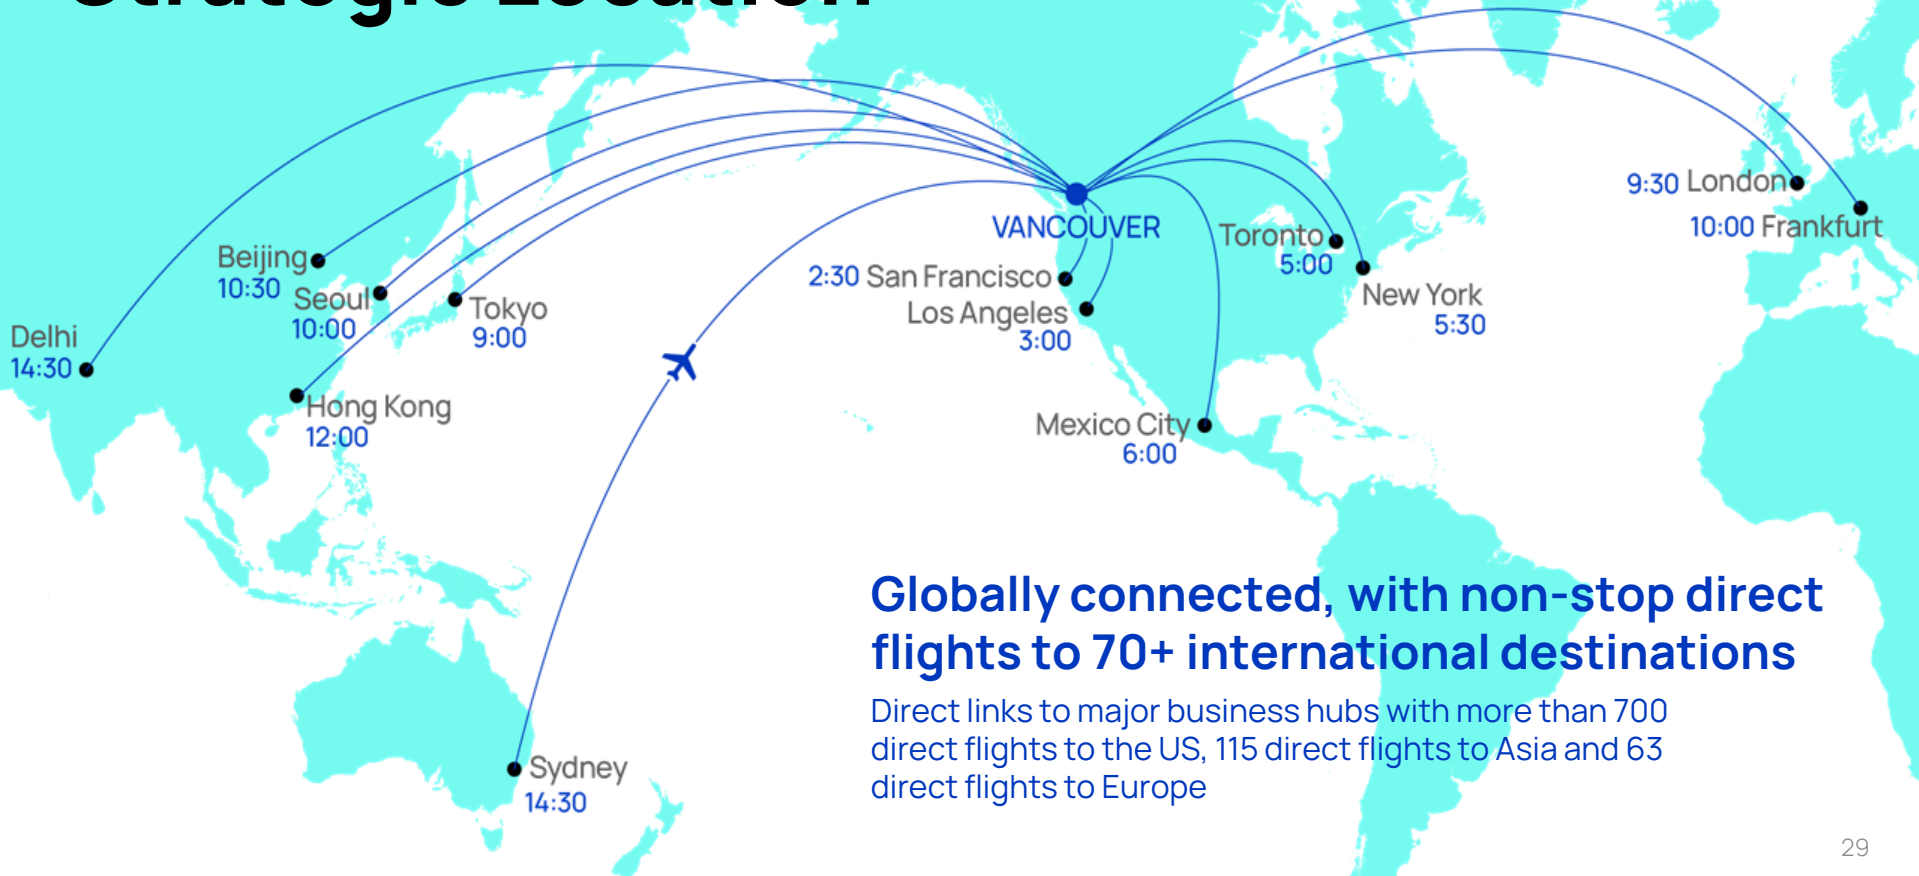 Strategic Location
9:30 London
10:00 Frankfurt
VANCOUVER
Toronto
5:00
Beijing
10:30
2:30 San Francisco
Seoul
10:00
Tokyo
9:00
New York
5:30
Los Angeles
3:00
Delhi
14:30
Hong Kong
12:00
Mexico City
6:00
Globally connected, with non-stop direct
flights to 70+ international destinations
Direct links to major business hubs with more than 700
direct flights to the US, 115 direct flights to Asia and 63
direct flights to Europe
Sydney
14:30
29